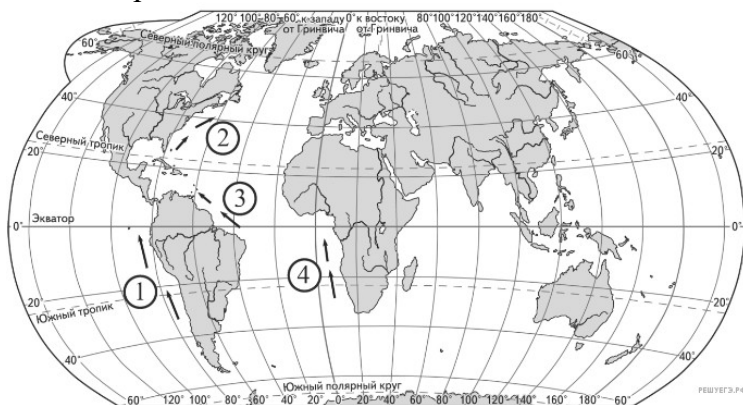 120° 100° 80° 60° к западу 0° к востоку 80° 100° 120° 140° 160° 180°
от Гринвича от Гринвича
60° Северный полярный круг 60°
40° 40°
2
Северный тропик
20° 20°
3
Экватор
0° 0°
4
1
20° 20°
Южный тропик
40° 40°
Южный полярный круг
60° 120° 100° 80° 60° 40° 20° 0° 20° 40° 60° 80° 100° 120° 140° 160° 180° 60°
РЕШУЕГЭ.РФ